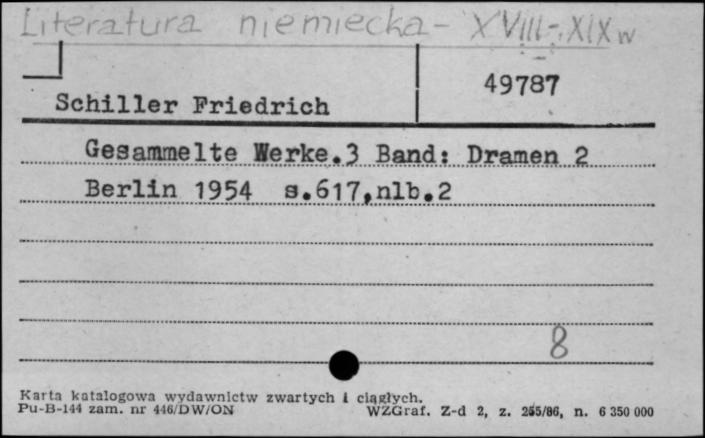 Literatura niemiecka - XVIII-XIX w
49787
Schiller Friedrich
Gesammelte Werke.3 Band: Dramen 2
Berlin 1954 s.617,nlb.2
8
Karta katalogowa wydawnictw zwartych i ciągłych.
Pu-B-144 zam. nr 446/DW/ON WZGraf. Z-d 2, z. 255/86, n. 6 350 000